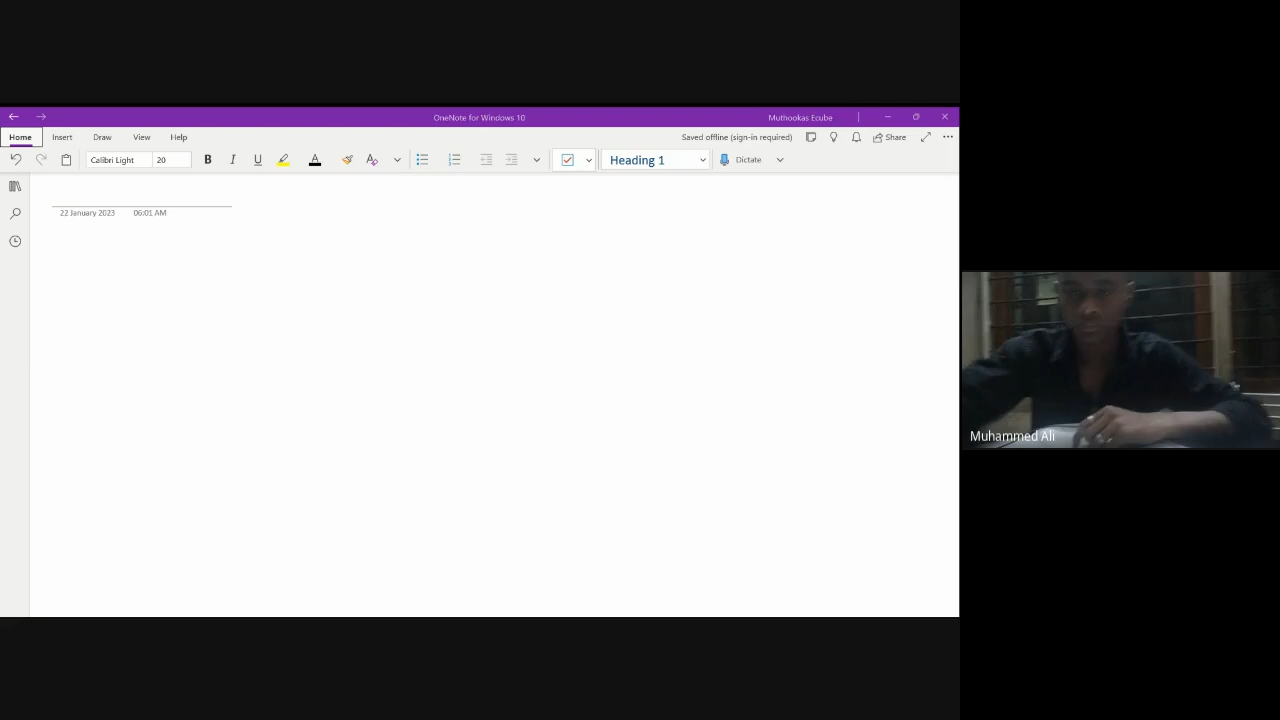 OneNote for Windows 10
Muthookas Ecube
Home Insert Draw View Help
Saved offline (sign-in required)
Share
Calibri Light
20
B I U A
Heading 1
Dictate
22 January 2023 06:01 AM
Muhammed Ali